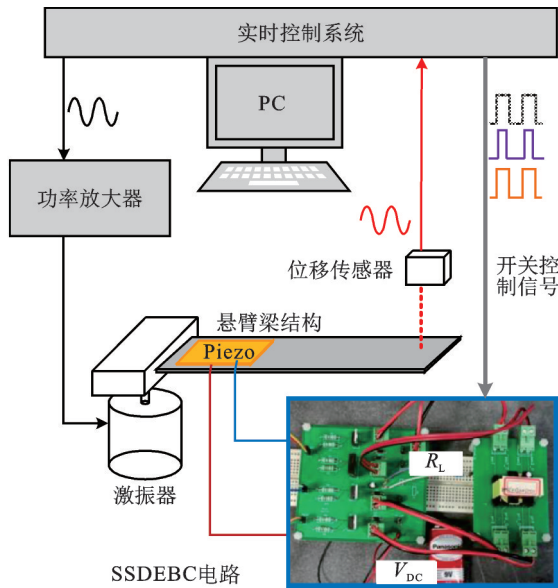 实时控制系统
PC
功率放大器
位移传感器
开关控
制信号
悬臂梁结构
Piezo
激振器
R_L
V_DC
Panasonic
9V
SSDEBC电路